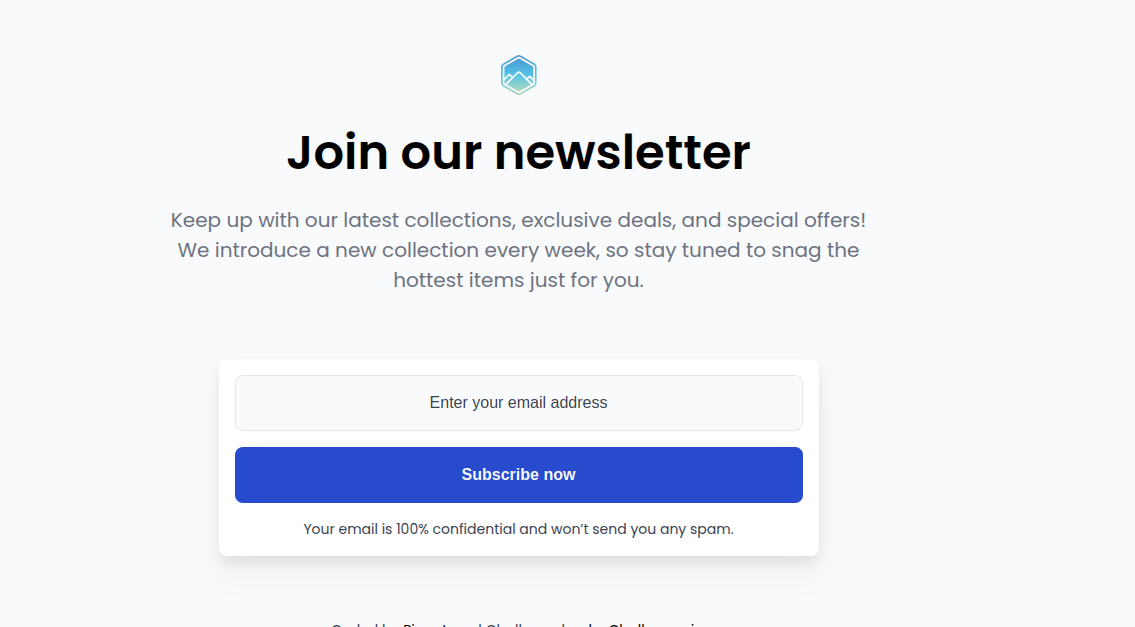 Join our newsletter
Keep up with our latest collections, exclusive deals, and special offers!
We introduce a new collection every week, so stay tuned to snag the
hottest items just for you.
Enter your email address
Subscribe now
Your email is 100% confidential and won’t send you any spam.